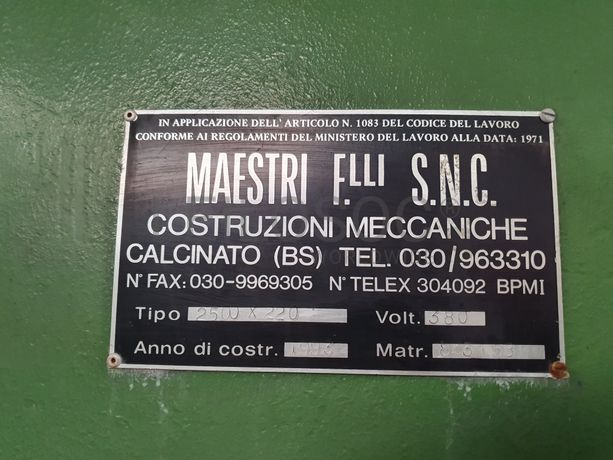 IN APPLICAZIONE DELL' ARTICOLO N. 1083 DEL CODICE DEL LAVORO
CONFORME AI REGOLAMENTI DEL MINISTERO DEL LAVORO ALLA DATA: 1971
MAESTRI F.LLI S.N.C.
COSTRUZIONI MECCANICHE
CALCINATO (BS) TEL. 030/963310
N° FAX: 030-9969305 N° TELEX 304092 BPMI
Tipo 2500 X 220 Volt. 380
Anno di costr. Matr.